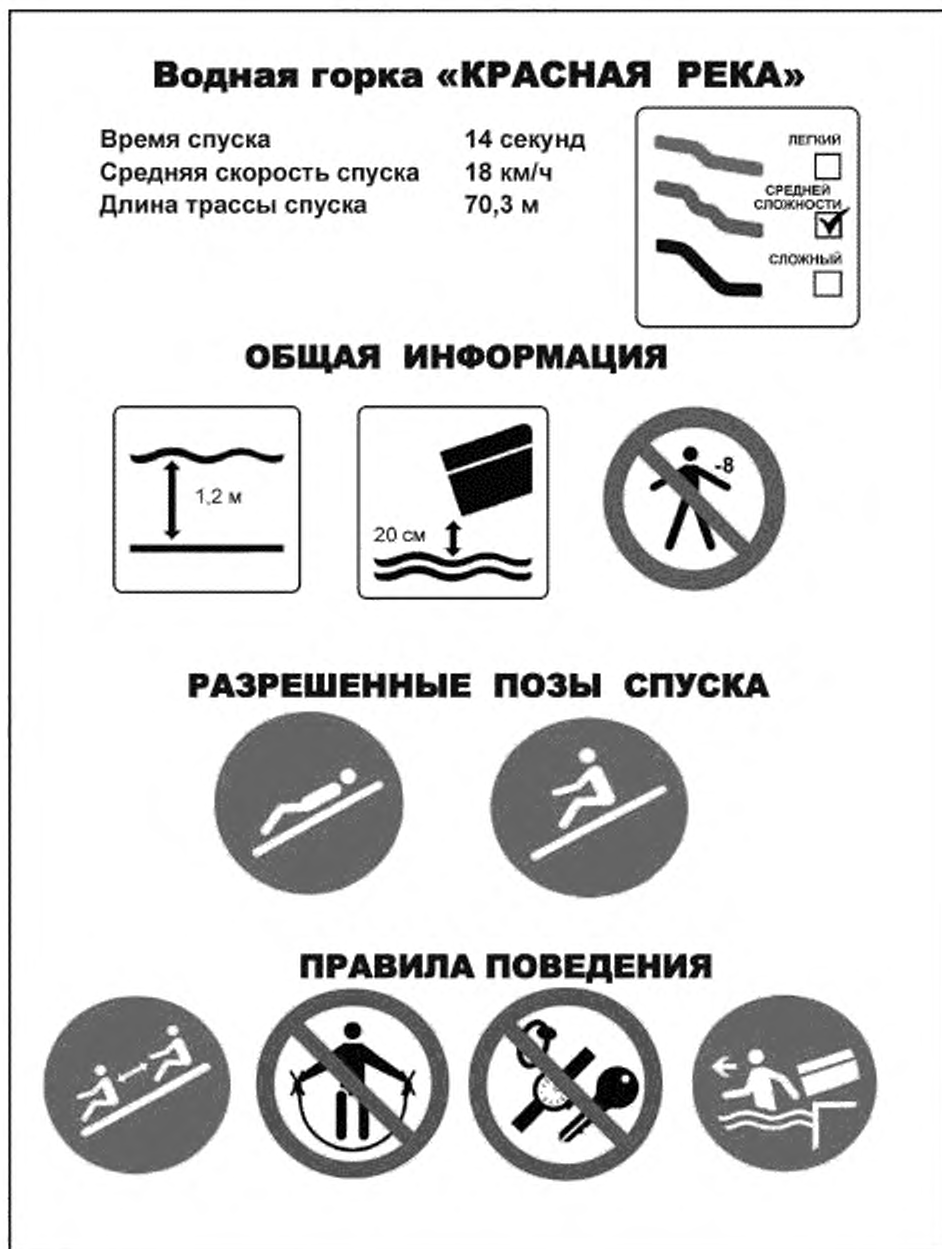 Водная горка «КРАСНАЯ РЕКА»
Время спуска 14 секунд
Средняя скорость спуска 18 км/ч
Длина трассы спуска 70,3 м
ЛЕГКИЙ
СРЕДНЕЙ
СЛОЖНОСТИ
СЛОЖНЫЙ
ОБЩАЯ ИНФОРМАЦИЯ
1,2 м
20 см
-8
РАЗРЕШЕННЫЕ ПОЗЫ СПУСКА
ПРАВИЛА ПОВЕДЕНИЯ